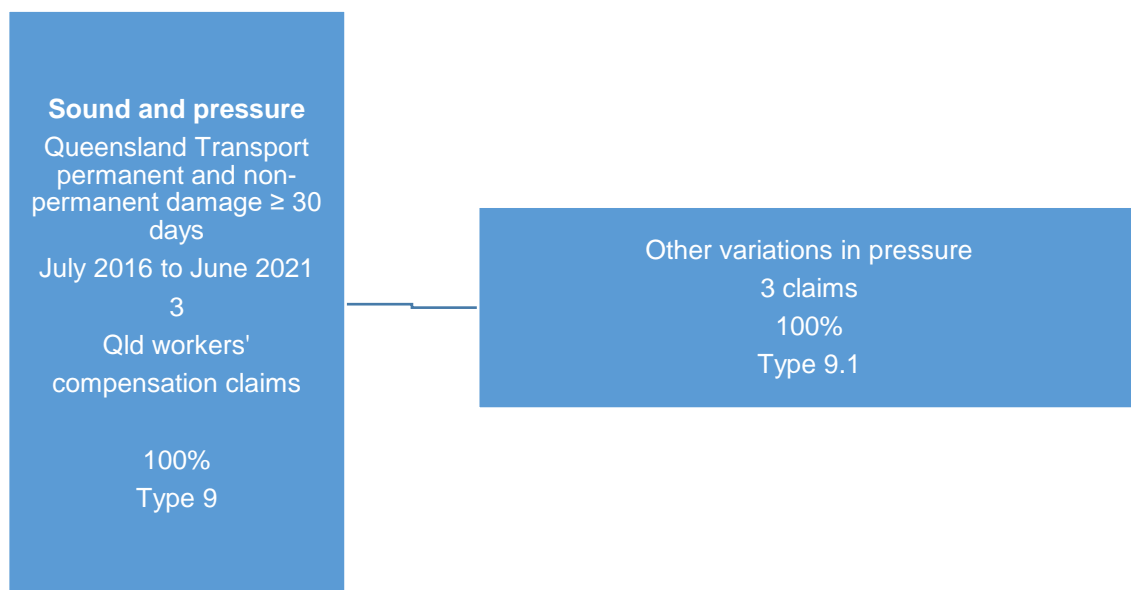 Sound and pressure
Queensland Transport
permanent and non-
permanent damage ≥ 30
days
July 2016 to June 2021
3
Qld workers'
compensation claims
100%
Type 9
Other variations in pressure
3 claims
100%
Type 9.1